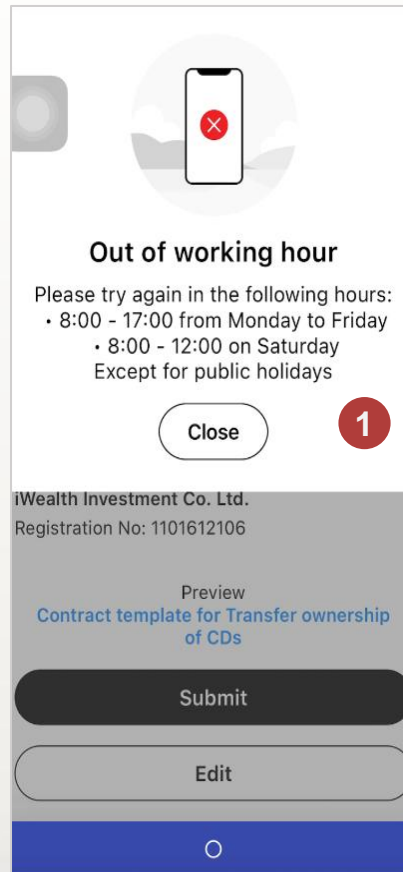 Out of working hour
Please try again in the following hours:
• 8:00 - 17:00 from Monday to Friday
• 8:00 - 12:00 on Saturday
Except for public holidays
Close
1
iWealth Investment Co. Ltd.
Registration No: 1101612106
Preview
Contract template for Transfer ownership
of CDs
Submit
Edit